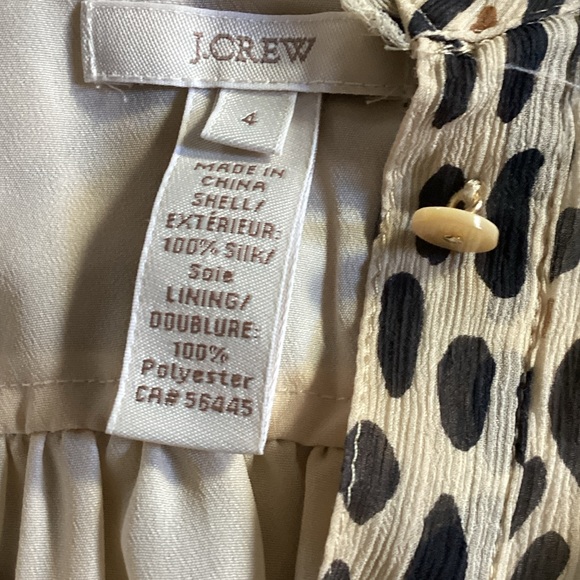 J.CREW
4
MADE IN
CHINA
SHELL/
EXTÉRIEUR:
100% Silk/
Soie
LINING/
DOUBLURE:
100%
Polyester
CA# 56445